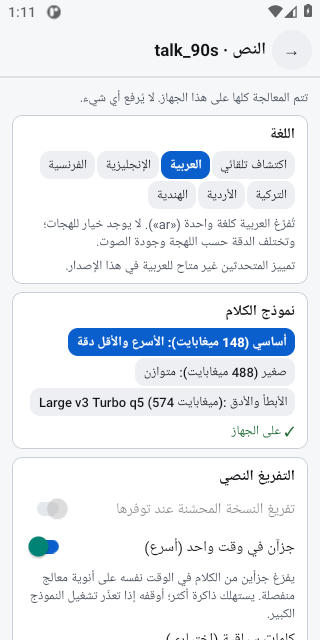 1:11
النص · talk_90s
→
تتم المعالجة كلها على هذا الجهاز. لا يُرفع أي شيء.
اللغة
اكتشاف تلقائي
العربية
الإنجليزية
الفرنسية
التركية
الأردية
الهندية
تُفرَّغ العربية كلغة واحدة («ar»). لا يوجد خيار للهجات؛
وتختلف الدقة حسب اللهجة وجودة الصوت.
تمييز المتحدثين غير متاح للعربية في هذا الإصدار.
نموذج الكلام
أساسي (148 ميغابايت): الأسرع والأقل دقة
صغير (488 ميغابايت): متوازن
Large v3 Turbo q5 (574 ميغابايت): الأبطأ والأدق
✓ على الجهاز
التفريغ النصي
تفريغ النسخة المحسّنة عند توفرها
جزآن في وقت واحد (أسرع)
يفرّغ جزأين من الكلام في الوقت نفسه على أنوية معالج
منفصلة. يستهلك ذاكرة أكثر؛ أوقفه إذا تعذّر تشغيل النموذج
الكبير.